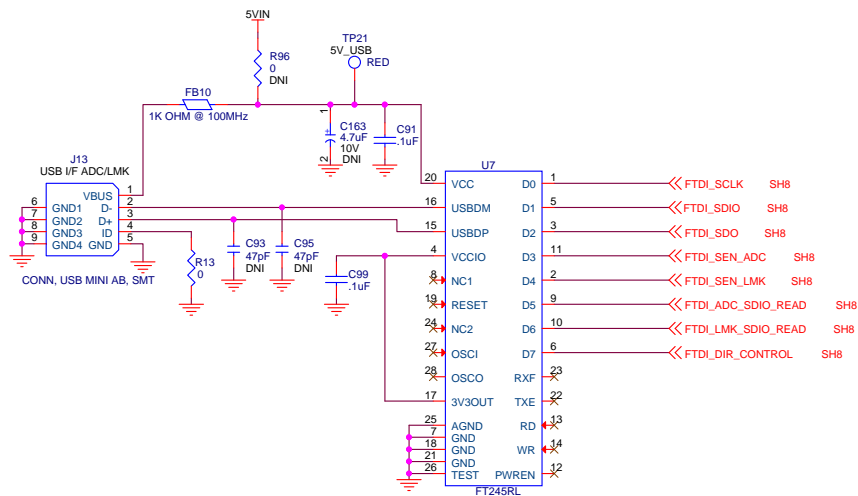 5VIN
TP21
5V_USB
RED
R96
0
DNI
FB10
1K OHM @ 100MHz
1
2
C163
4.7uF
10V
DNI
C91
.1uF
J13
USB I/F ADC/LMK
VBUS 1
6 GND1 D- 2
7 GND2 D+ 3
8 GND3 ID 4
9 GND4 GND 5
CONN, USB MINI AB, SMT
R13
0
C93
47pF
DNI
C95
47pF
DNI
C99
.1uF
U7
20 VCC D0 1 FTDI_SCLK SH8
16 USBDM D1 5 FTDI_SDIO SH8
15 USBDP D2 3 FTDI_SDO SH8
4 VCCIO D3 11 FTDI_SEN_ADC SH8
8 NC1 D4 2 FTDI_SEN_LMK SH8
19 RESET D5 9 FTDI_ADC_SDIO_READ SH8
24 NC2 D6 10 FTDI_LMK_SDIO_READ SH8
27 OSCI D7 6 FTDI_DIR_CONTROL SH8
28 OSCO RXF 23
17 3V3OUT TXE 22
25 AGND RD 13
7 GND
18 GND WR 14
21 GND
26 TEST PWREN 12
FT245RL